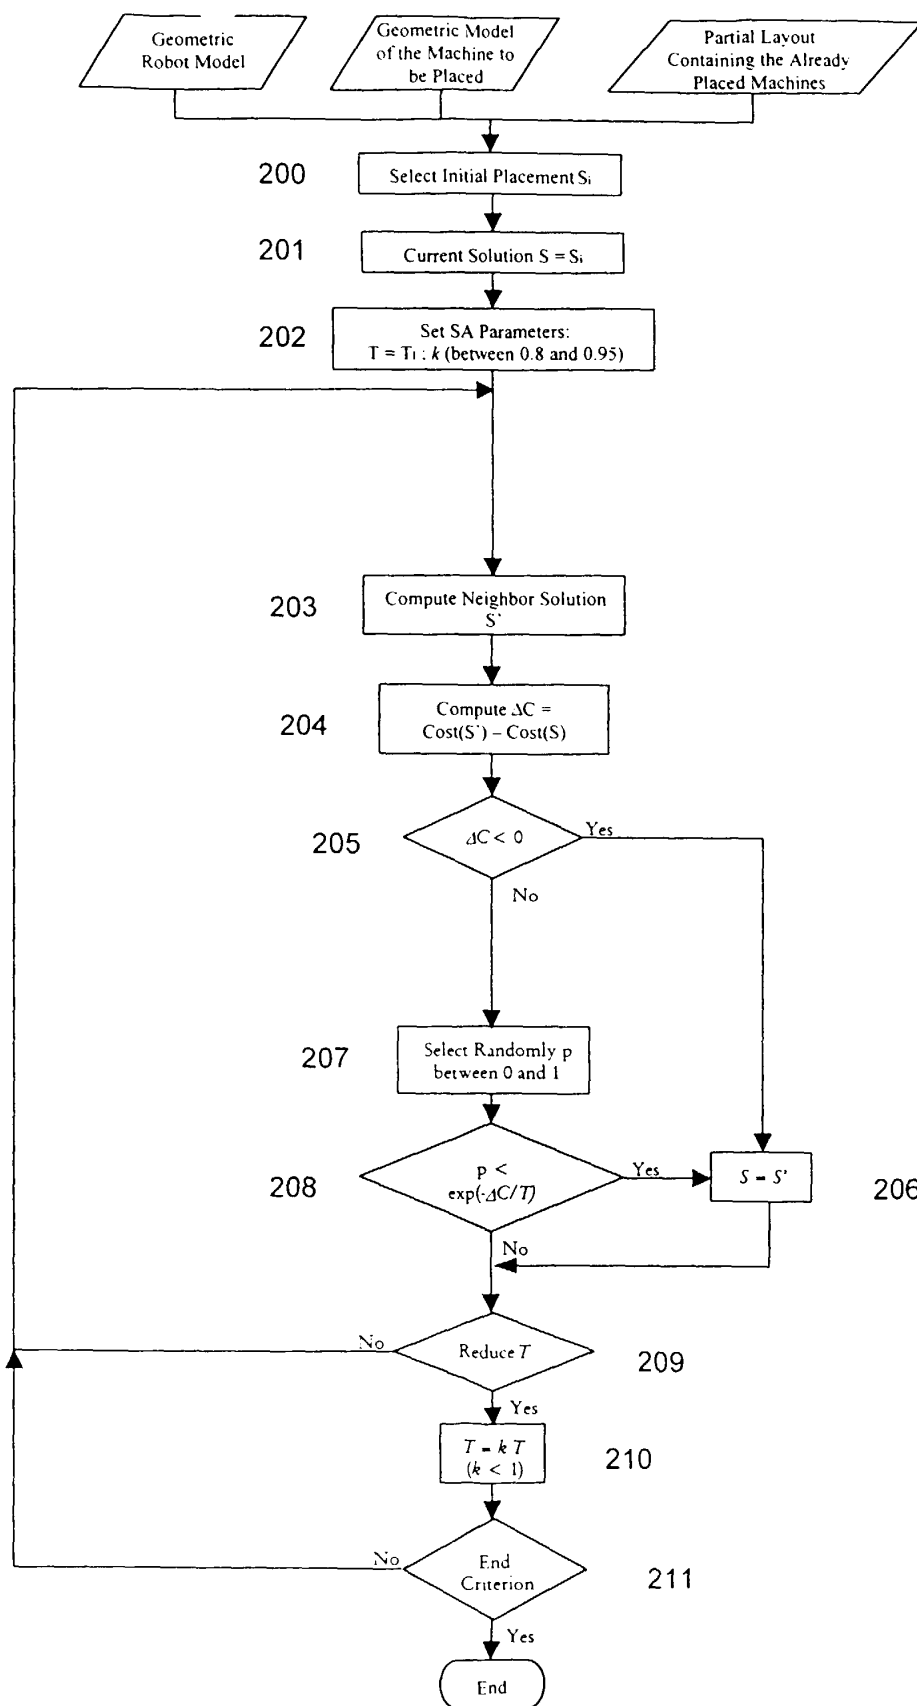 Geometric
Robot Model
Geometric Model
of the Machine to
be Placed
Partial Layout
Containing the Already
Placed Machines
200
Select Initial Placement Si
201
Current Solution S = Si
202
Set SA Parameters:
T = T1 ; k (between 0.8 and 0.95)
203
Compute Neighbor Solution
S'
204
Compute ΔC =
Cost(S') – Cost(S)
205
ΔC < 0
Yes
No
207
Select Randomly p
between 0 and 1
208
p <
exp(-ΔC/T)
Yes
S = S'
206
No
No
Reduce T
209
Yes
T = k T
(k < 1)
210
No
End
Criterion
211
Yes
End